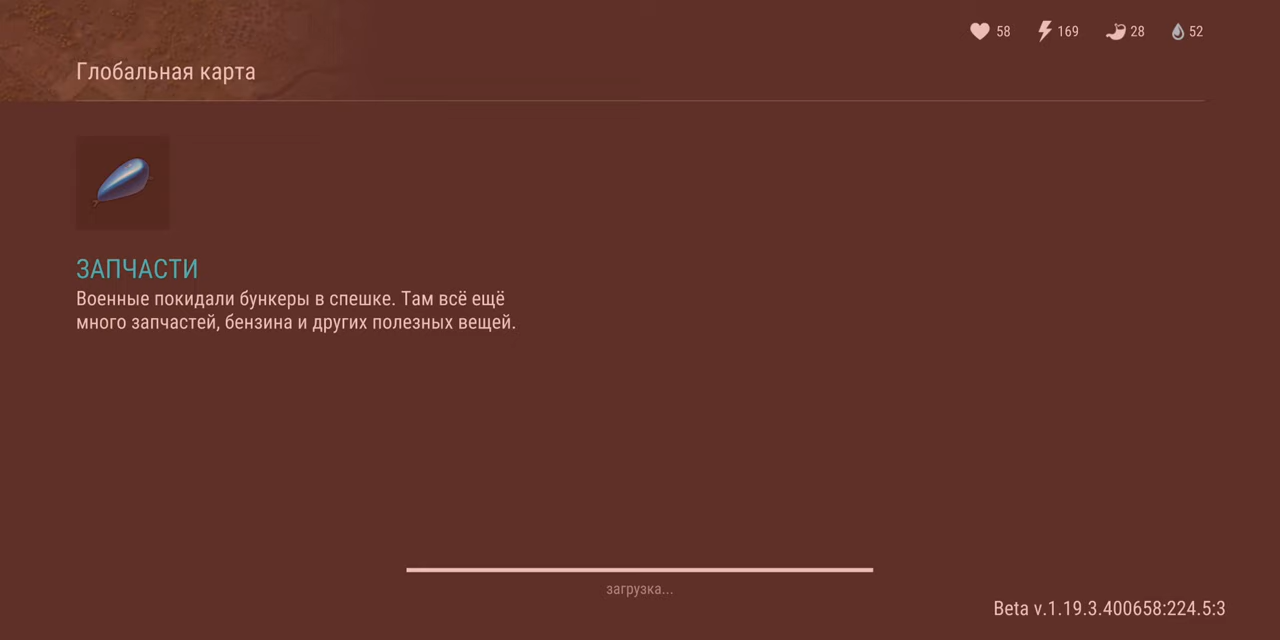 58 169 28 52
Глобальная карта
ЗАПЧАСТИ
Военные покидали бункеры в спешке. Там всё ещё
много запчастей, бензина и других полезных вещей.
загрузка...
Beta v.1.19.3.400658:224.5:3